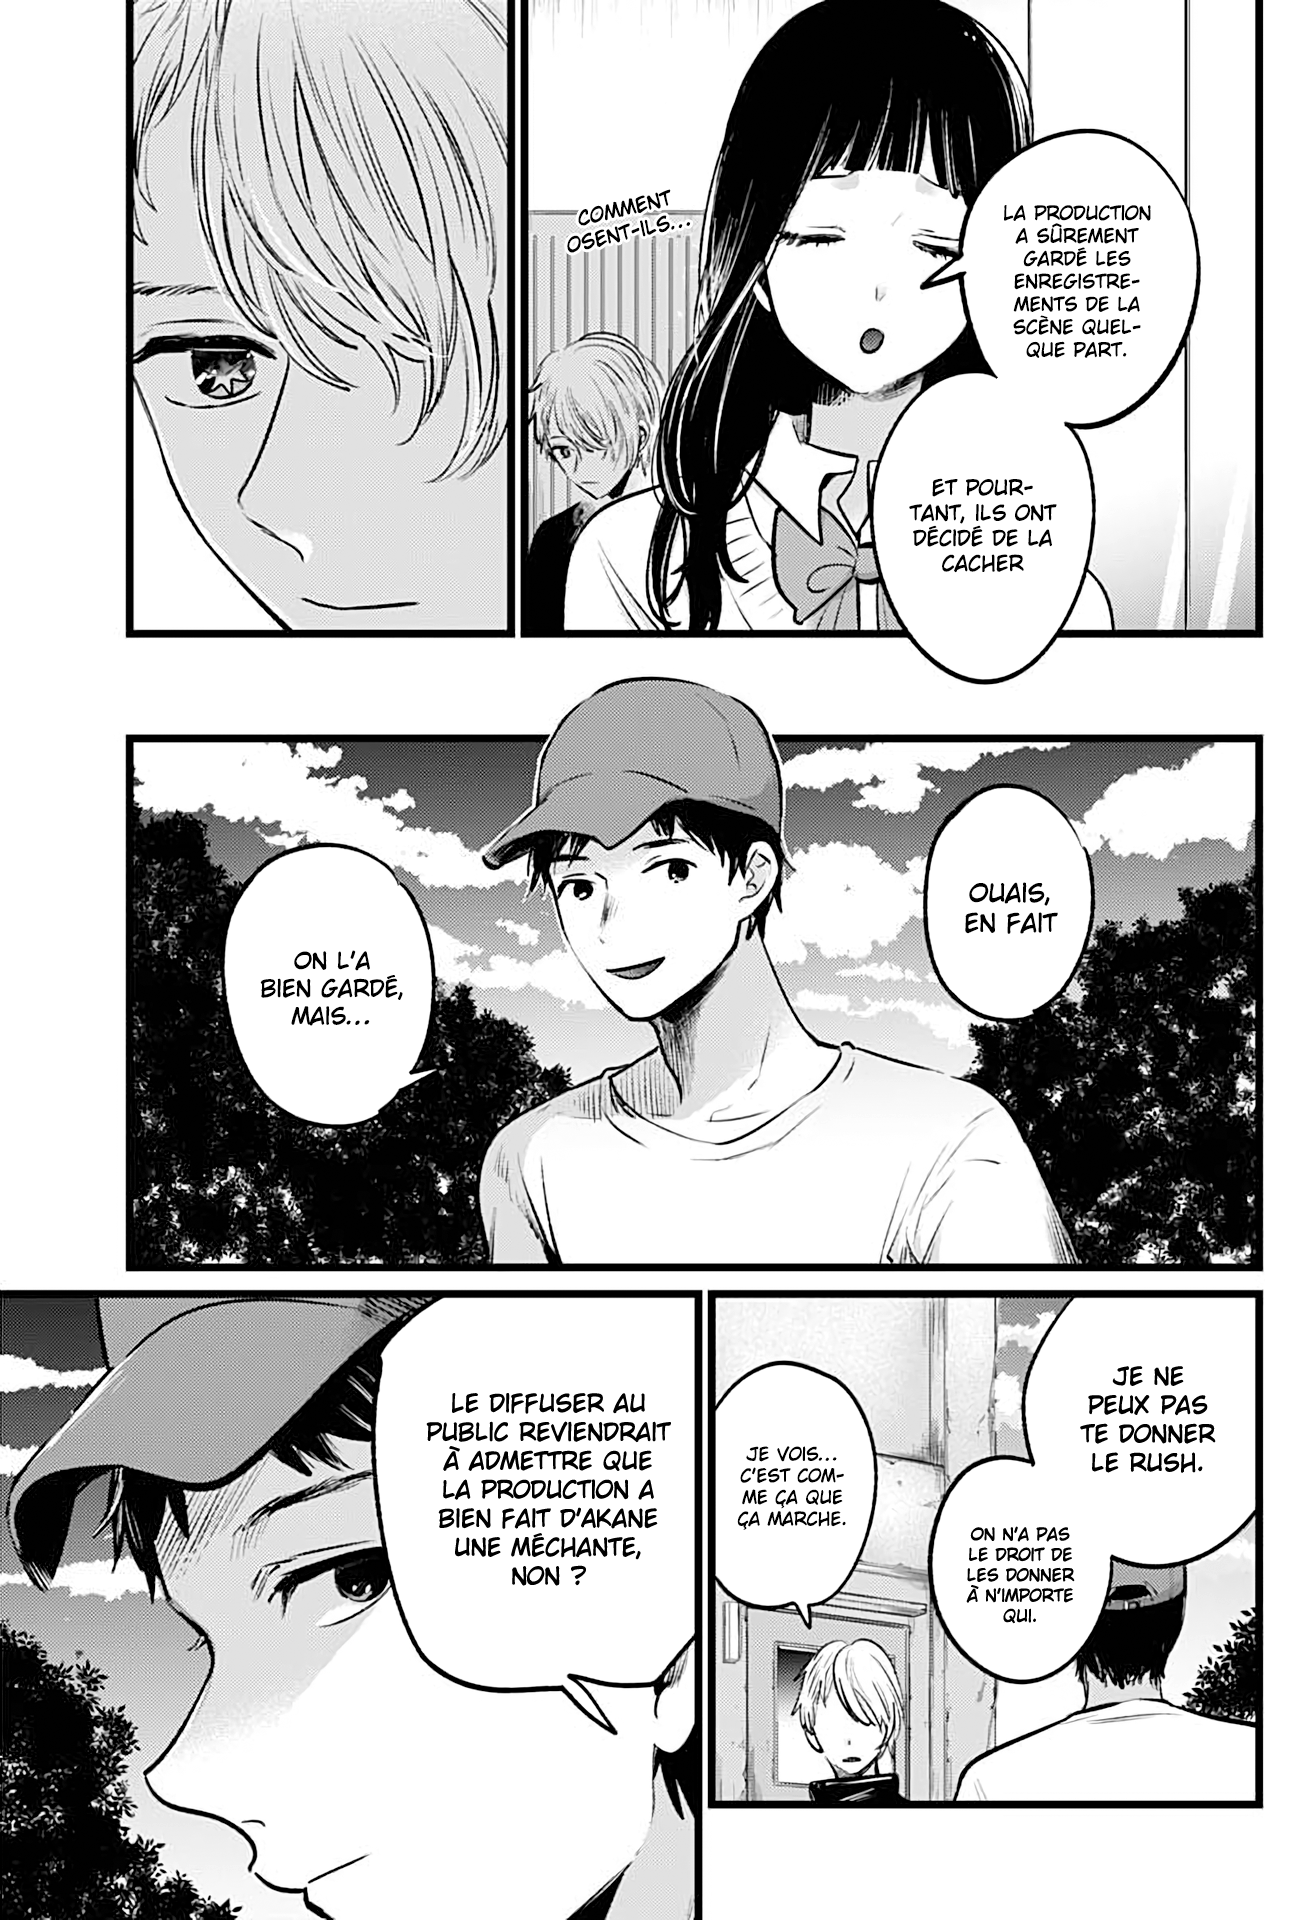 LA PRODUCTION
A SÛREMENT
GARDÉ LES
ENREGISTRE-
MENTS DE LA
SCÈNE QUEL-
QUE PART.
ET POUR-
TANT, ILS ONT
DÉCIDÉ DE LA
CACHER
COMMENT
OSENT-ILS...
OUAIS,
EN FAIT
ON L'A
BIEN GARDÉ,
MAIS...
JE NE
PEUX PAS
TE DONNER
LE RUSH.
ON N'A PAS
LE DROIT DE
LES DONNER
À N'IMPORTE
QUI.
JE VOIS...
C'EST COM-
ME ÇA QUE
ÇA MARCHE.
LE DIFFUSER AU
PUBLIC REVIENDRAIT
À ADMETTRE QUE
LA PRODUCTION A
BIEN FAIT D'AKANE
UNE MÉCHANTE,
NON ?